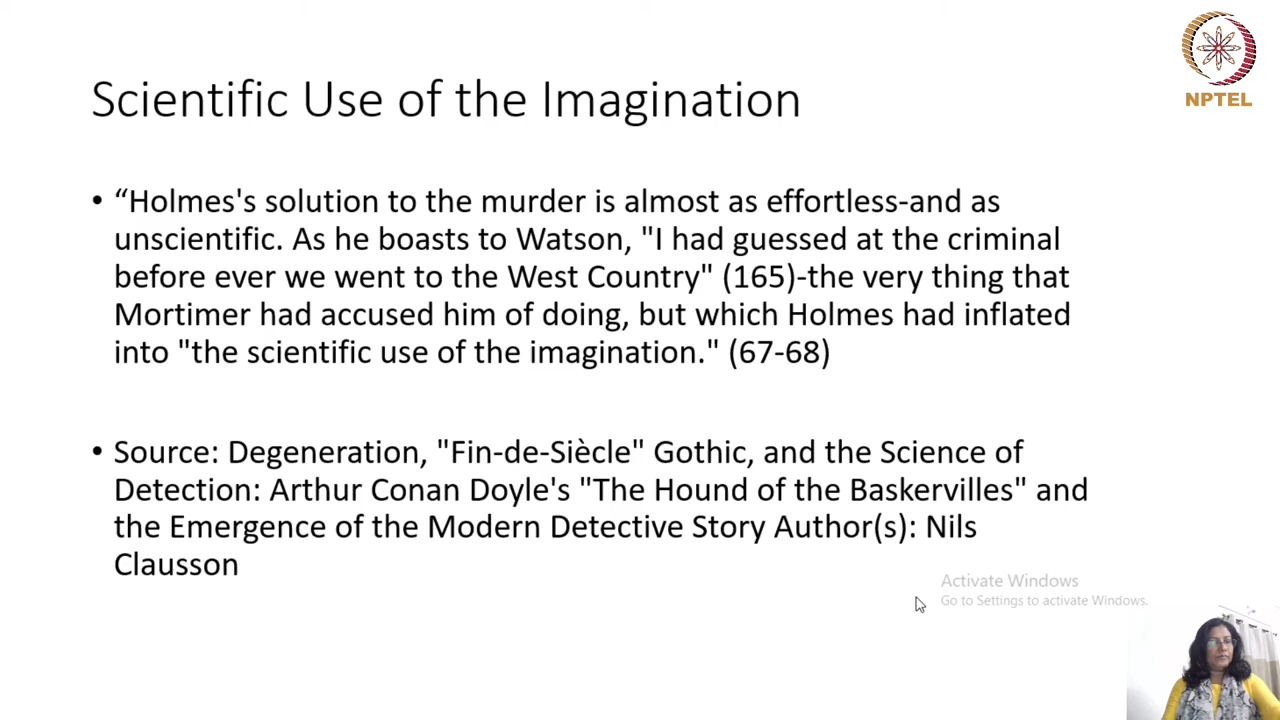 NPTEL
Scientific Use of the Imagination
• “Holmes's solution to the murder is almost as effortless-and as
unscientific. As he boasts to Watson, "I had guessed at the criminal
before ever we went to the West Country" (165)-the very thing that
Mortimer had accused him of doing, but which Holmes had inflated
into "the scientific use of the imagination." (67-68)
• Source: Degeneration, "Fin-de-Siècle" Gothic, and the Science of
Detection: Arthur Conan Doyle's "The Hound of the Baskervilles" and
the Emergence of the Modern Detective Story Author(s): Nils
Clausson
Activate Windows
Go to Settings to activate Windows.